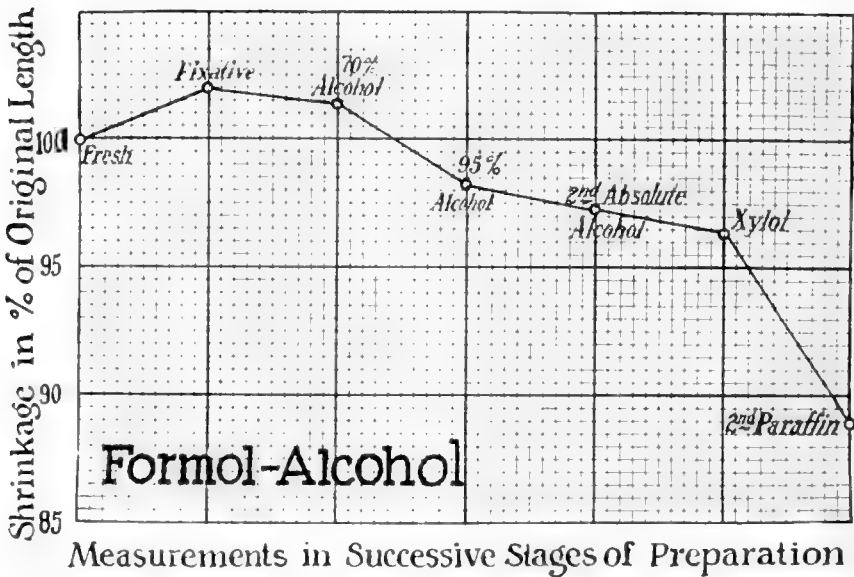 Shrinkage in % of Original Length
100
95
90
85
Fresh
Fixative
70%
Alcohol
95%
Alcohol
2nd Absolute
Alcohol
Xylol
2nd Paraffin
Formol-Alcohol
Measurements in Successive Stages of Preparation